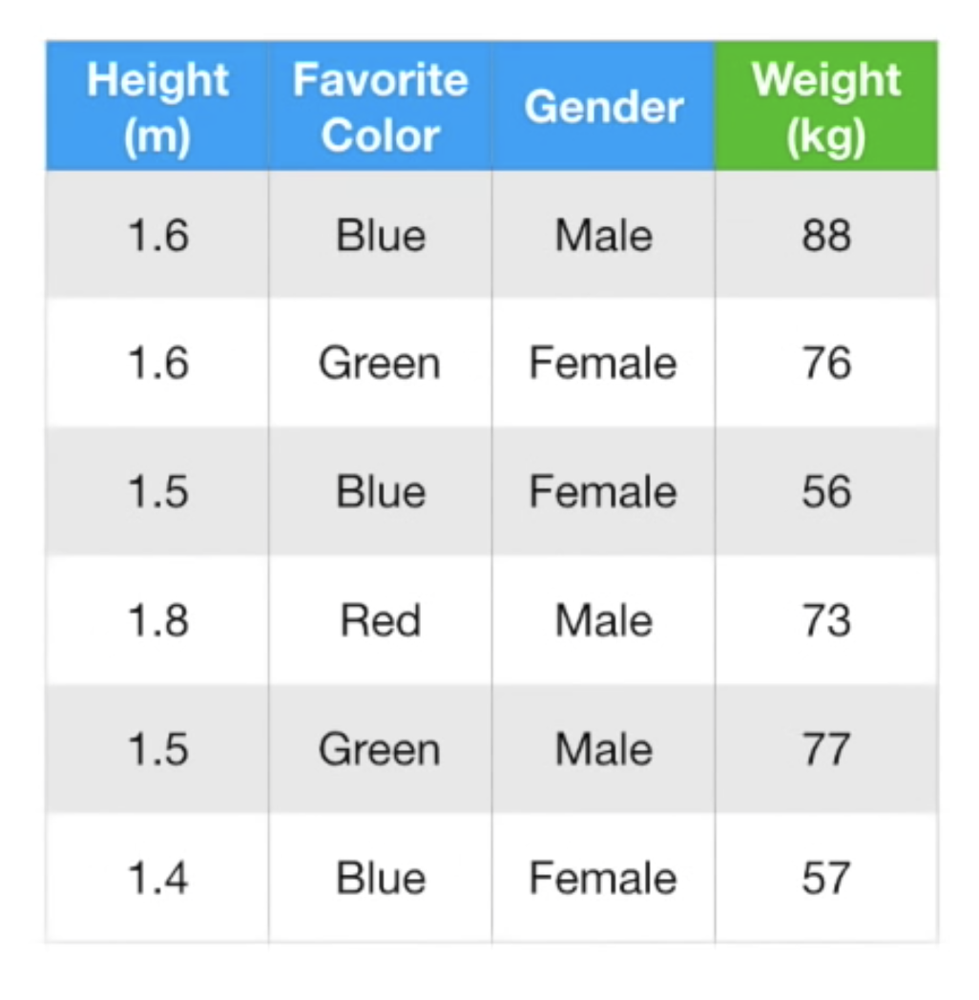 Height (m) Favorite Color Gender Weight (kg)
1.6 Blue Male 88
1.6 Green Female 76
1.5 Blue Female 56
1.8 Red Male 73
1.5 Green Male 77
1.4 Blue Female 57